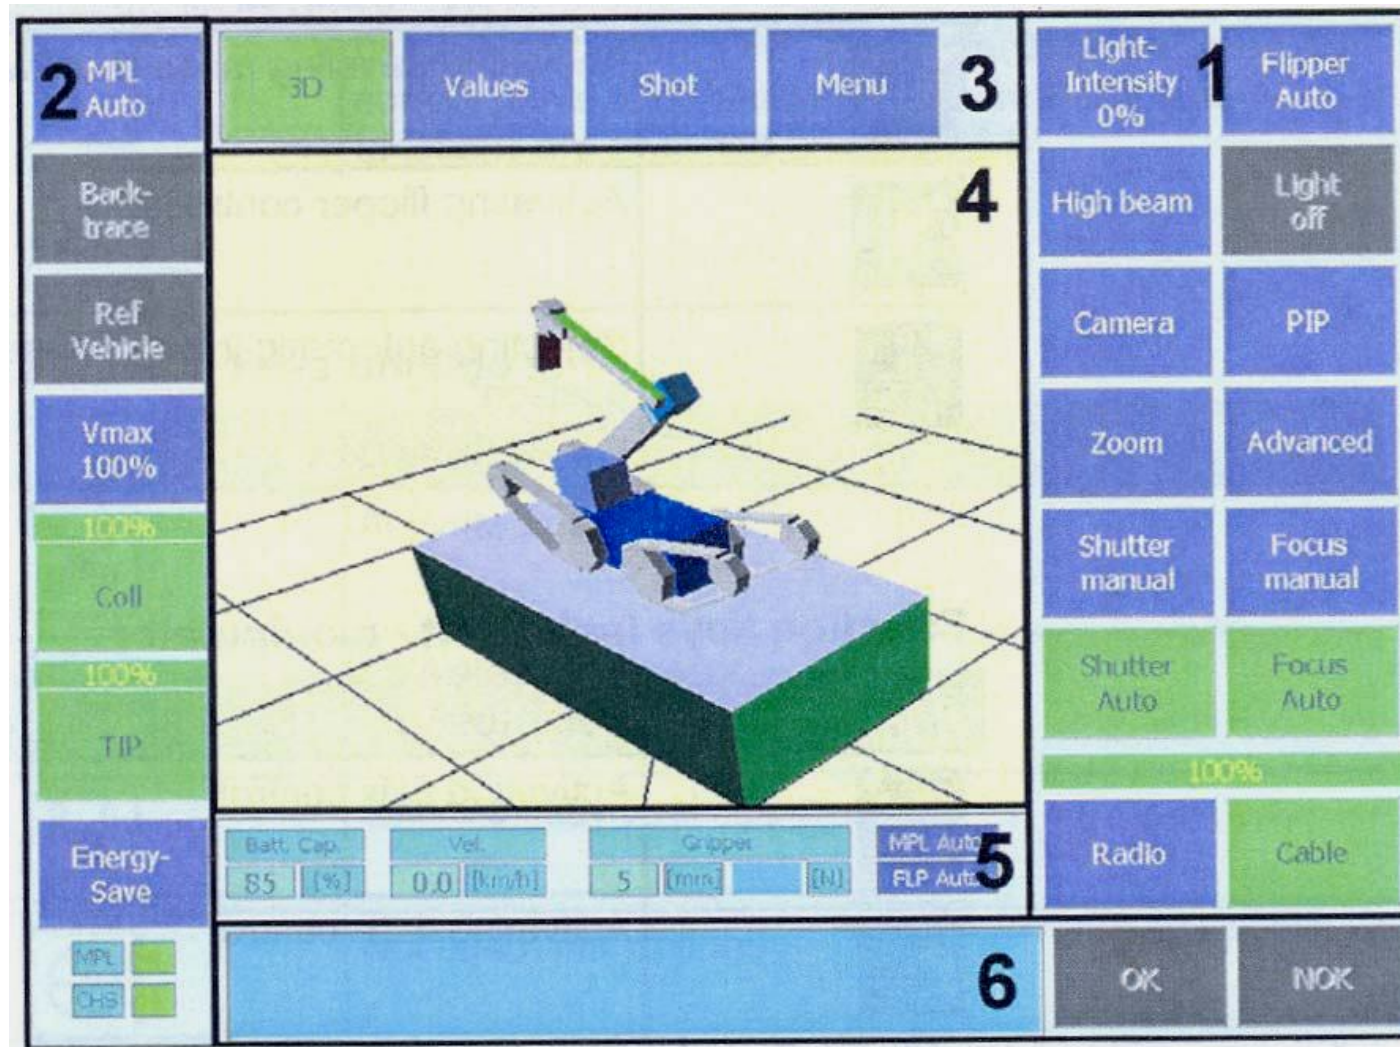 2
MPL
Auto
Back-
trace
Ref
Vehicle
Vmax
100%
100%
Coll
100%
TIP
Energy-
Save
MPL
CHS
3D
Values
Shot
Menu
3
4
Batt. Cap.
85 [%]
Vel.
0.0 [km/h]
Gripper
5 [mm] [N]
MPL Auto
FLP Auto
5
6
1
Light-
Intensity
0%
Flipper
Auto
High beam
Light
off
Camera
PIP
Zoom
Advanced
Shutter
manual
Focus
manual
Shutter
Auto
Focus
Auto
100%
Radio
Cable
OK
NOK